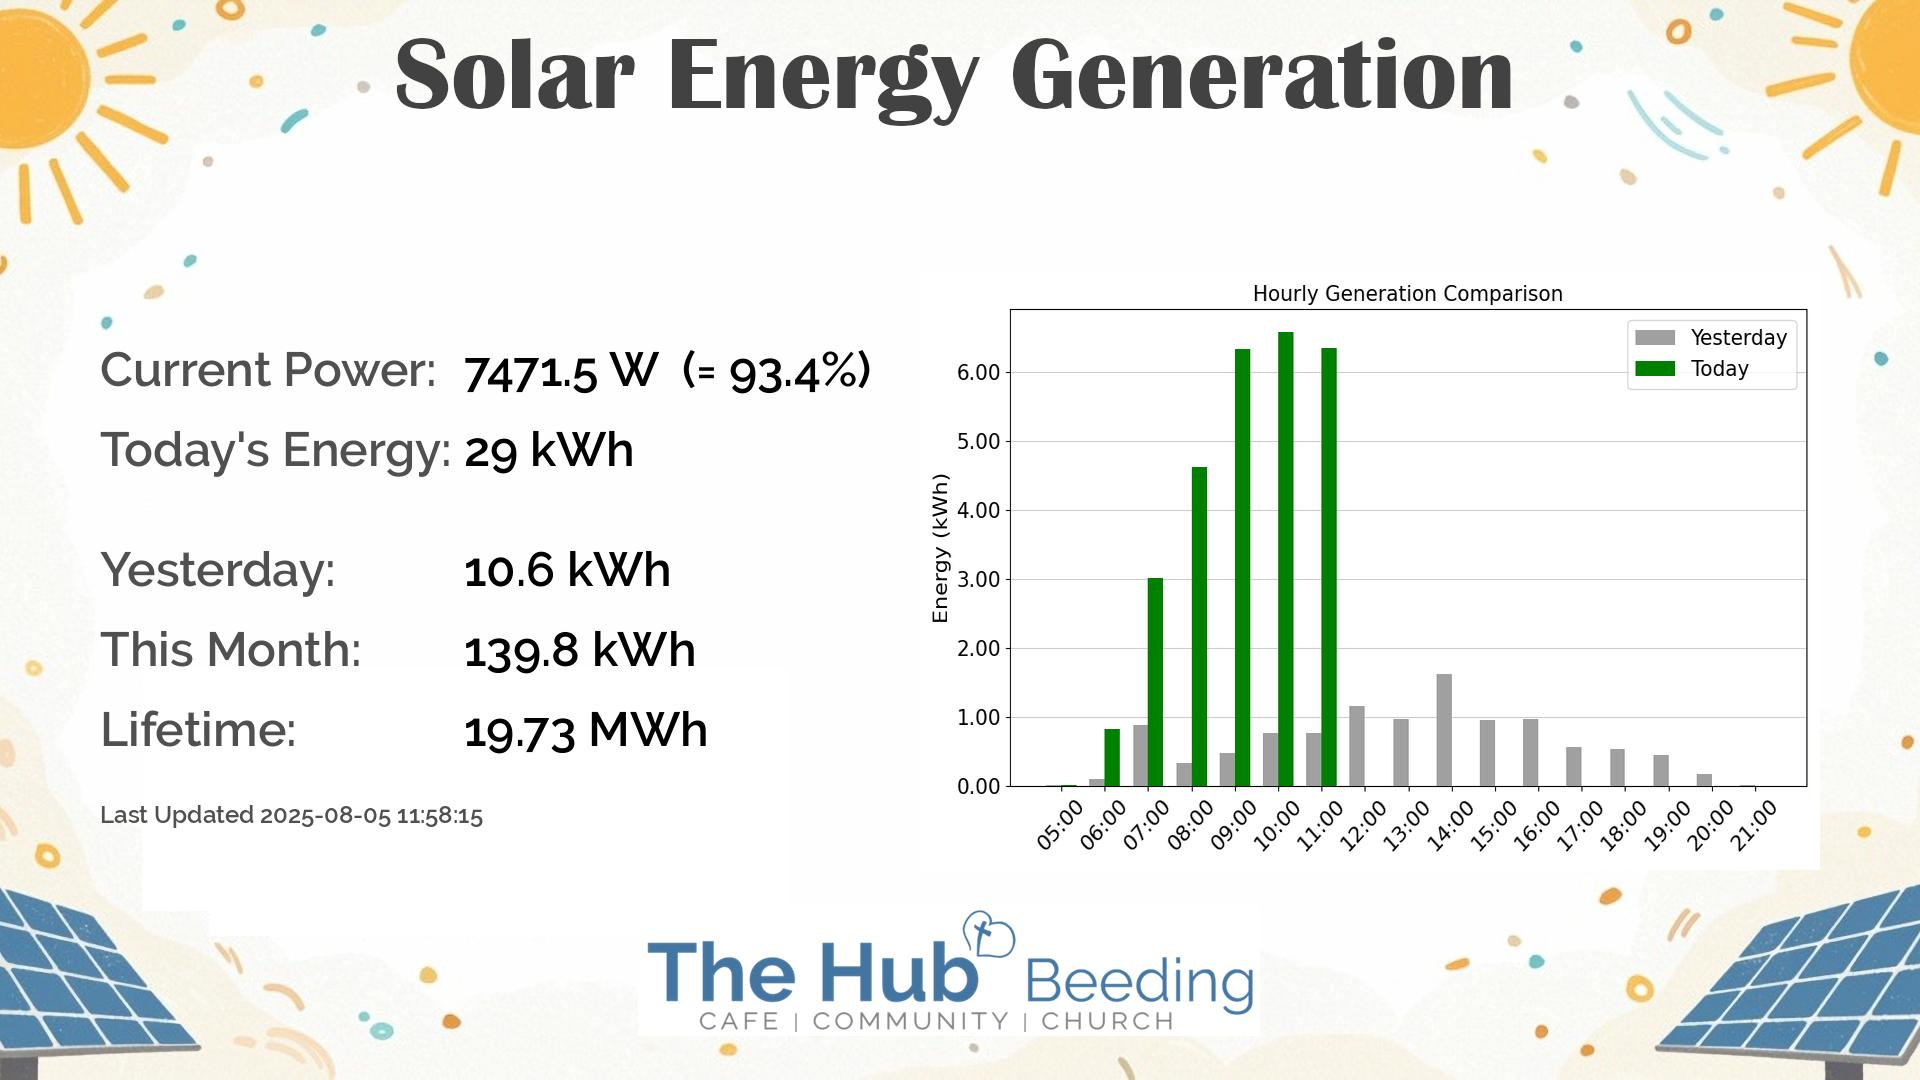 Solar Energy Generation
Current Power: 7471.5 W (= 93.4%)
Today's Energy: 29 kWh
Yesterday: 10.6 kWh
This Month: 139.8 kWh
Lifetime: 19.73 MWh
Last Updated 2025-08-05 11:58:15
Hourly Generation Comparison
Yesterday
Today
Energy (kWh)
6.00
5.00
4.00
3.00
2.00
1.00
0.00
05:00 06:00 07:00 08:00 09:00 10:00 11:00 12:00 13:00 14:00 15:00 16:00 17:00 18:00 19:00 20:00 21:00
The Hub Beeding
CAFE | COMMUNITY | CHURCH